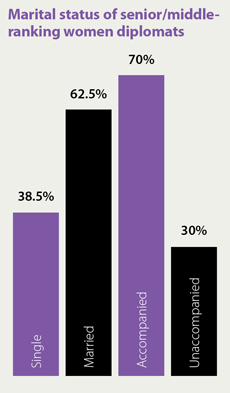 Marital status of senior/middle-
ranking women diplomats
70%
62.5%
38.5%
30%
Single
Married
Accompanied
Unaccompanied